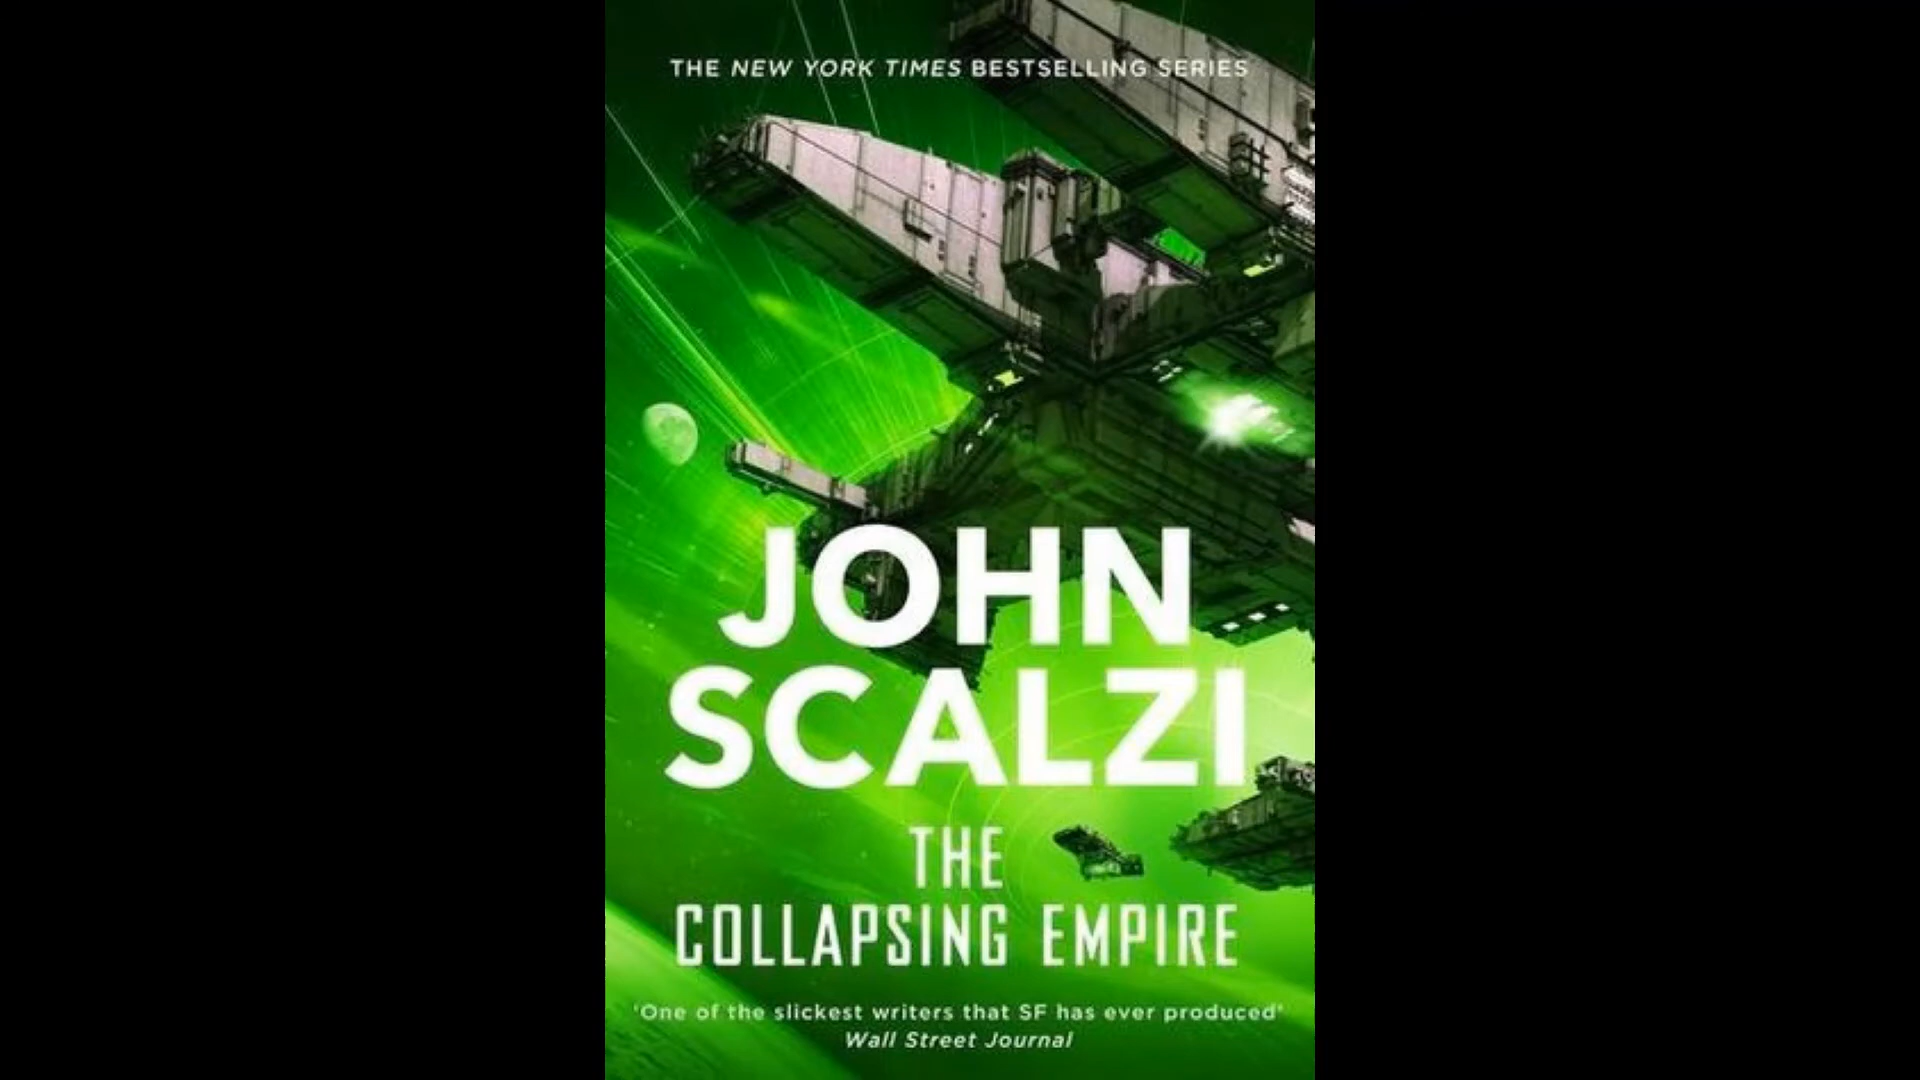 THE NEW YORK TIMES BESTSELLING SERIES
JOHN
SCALZI
THE
COLLAPSING EMPIRE
'One of the slickest writers that SF has ever produced'
Wall Street Journal